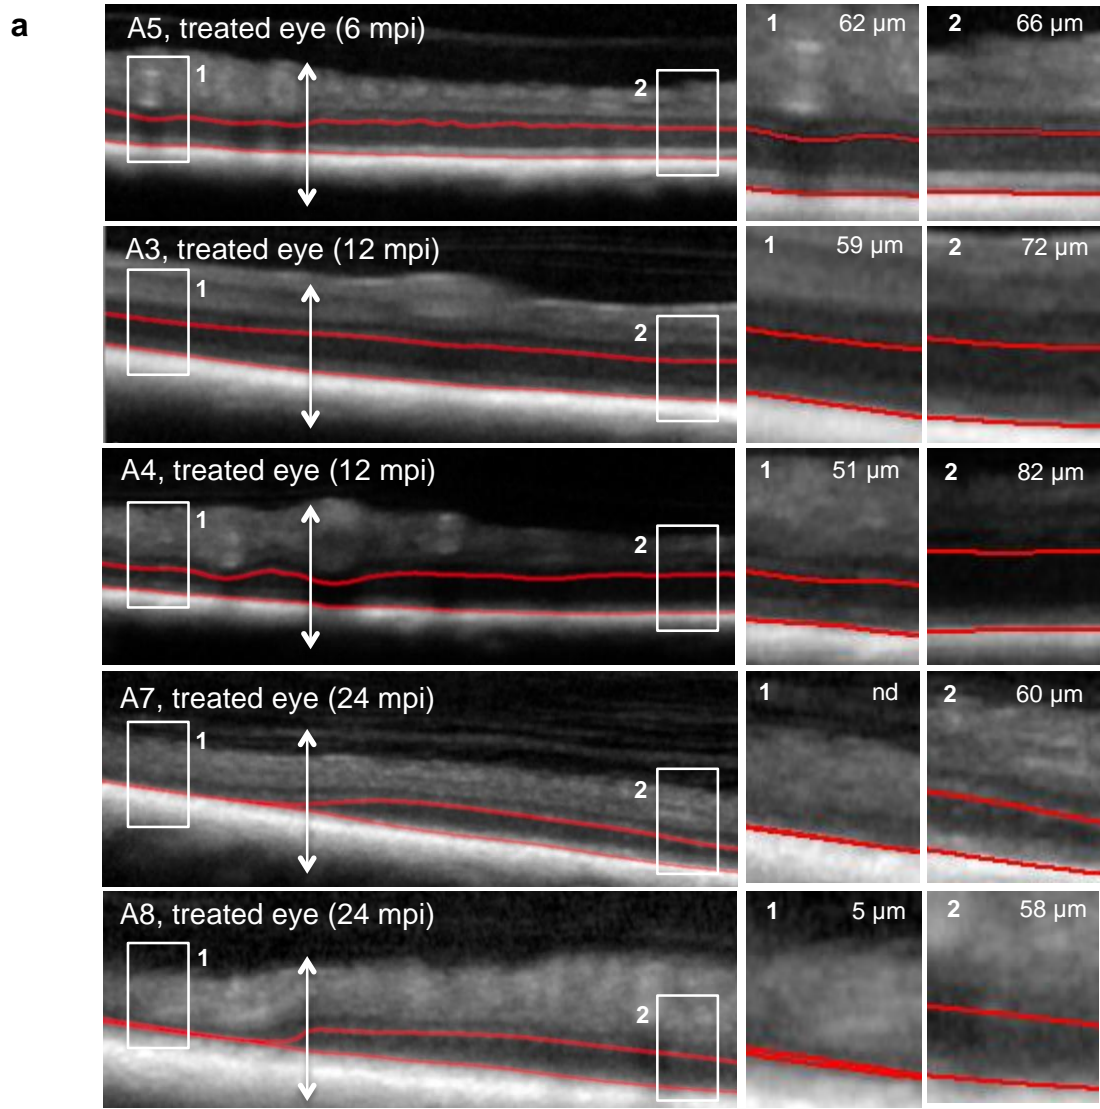 a
A5, treated eye (6 mpi)
1
2
1 62 µm
2 66 µm
A3, treated eye (12 mpi)
1
2
1 59 µm
2 72 µm
A4, treated eye (12 mpi)
1
2
1 51 µm
2 82 µm
A7, treated eye (24 mpi)
1
2
1 nd
2 60 µm
A8, treated eye (24 mpi)
1
2
1 5 µm
2 58 µm